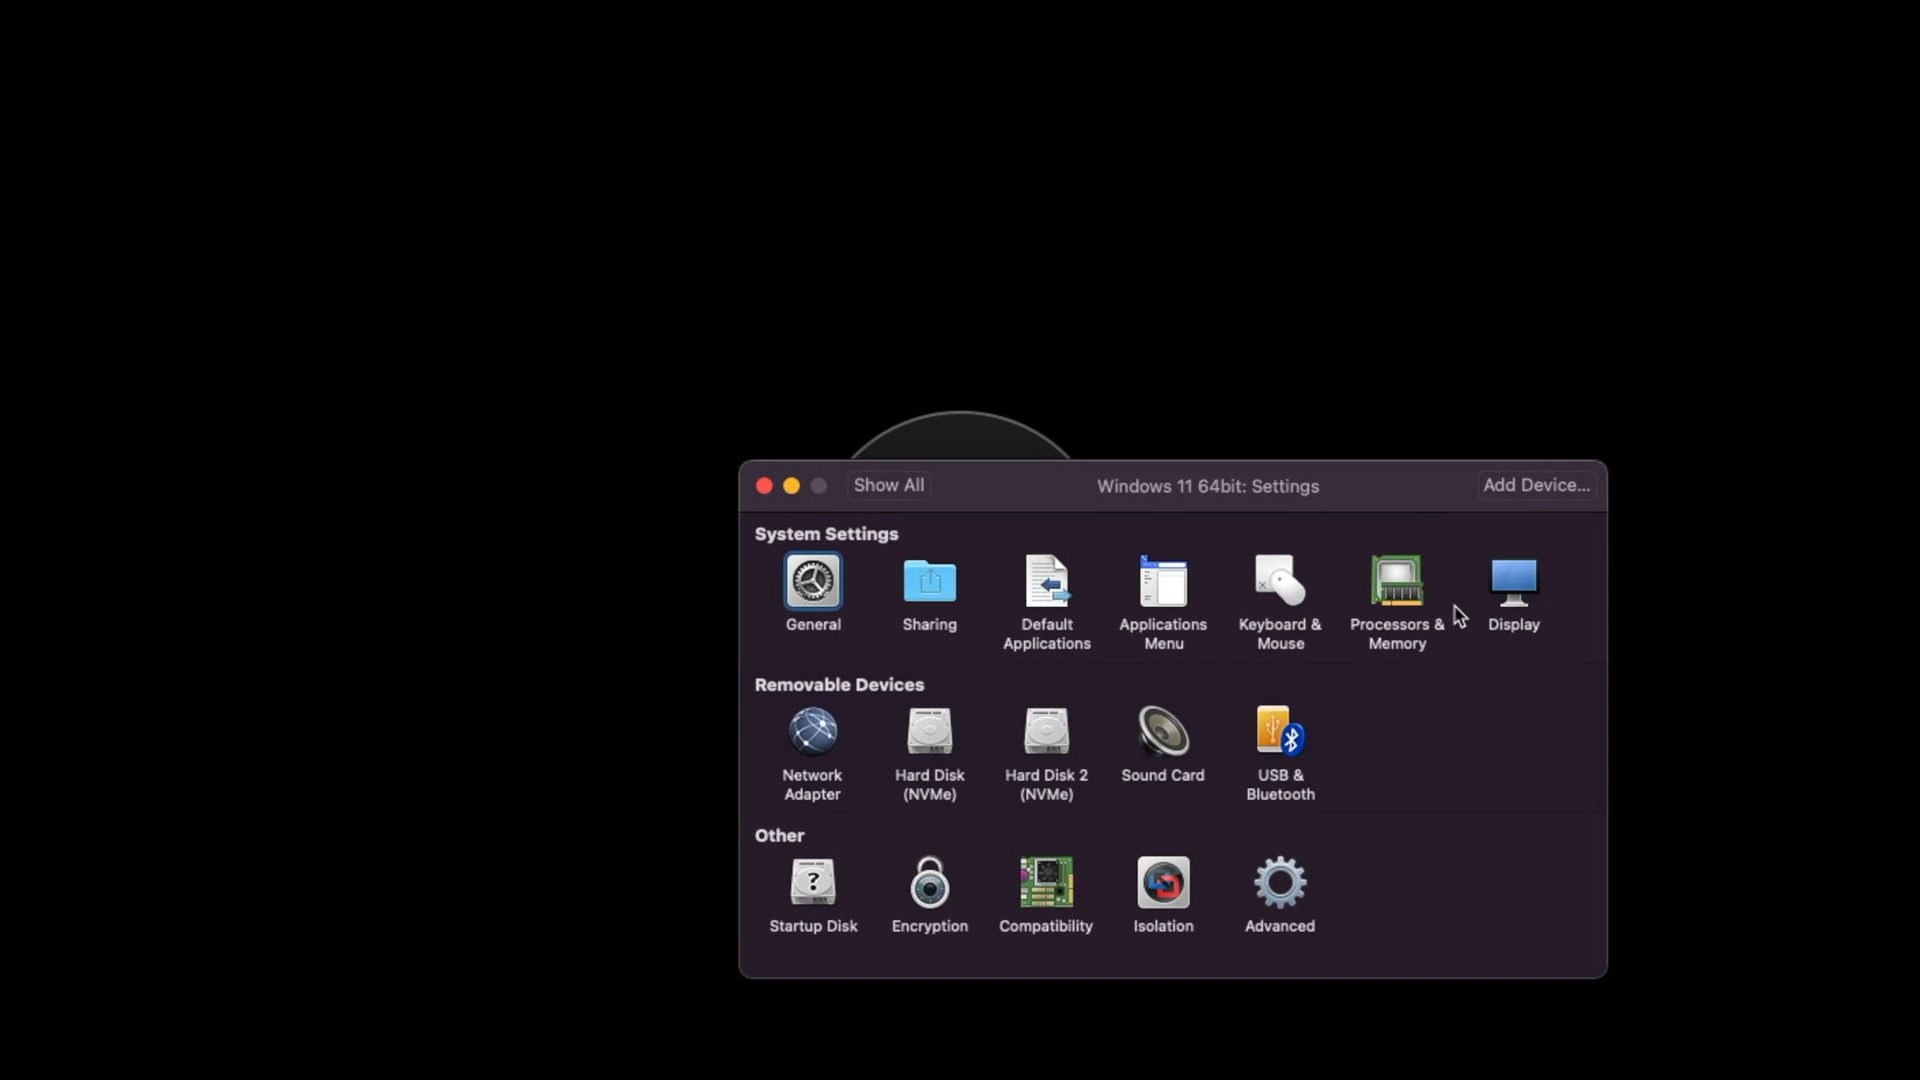 Show All Windows 11 64bit: Settings Add Device...
System Settings
General Sharing Default Applications Keyboard & Processors & Display
Applications Menu Mouse Memory
Removable Devices
Network Hard Disk Hard Disk 2 Sound Card USB &
Adapter (NVMe) (NVMe) Bluetooth
Other
?
Startup Disk Encryption Compatibility Isolation Advanced